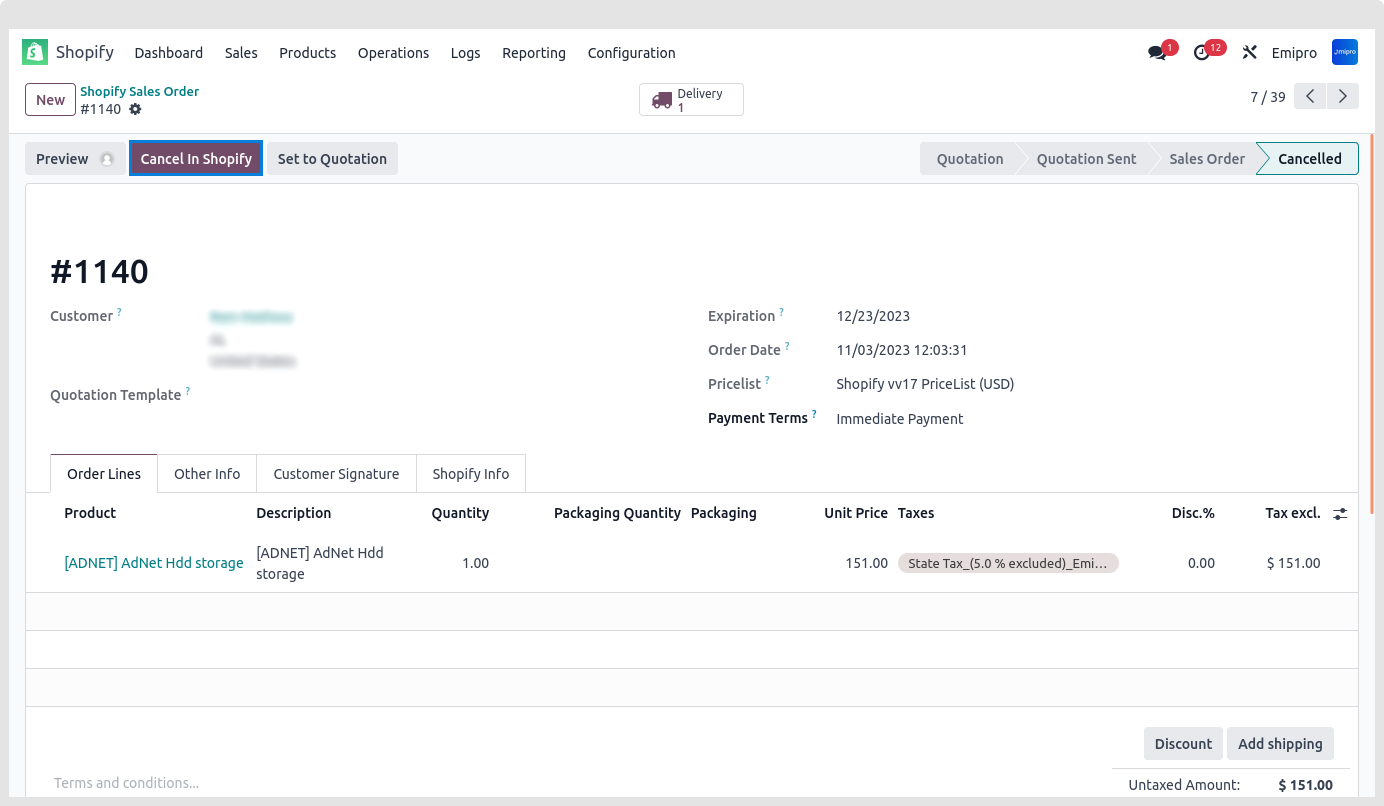 Shopify Dashboard Sales Products Operations Logs Reporting Configuration 1 12 Emipro
New Shopify Sales Order Delivery 7 / 39
#1140 1
Preview Cancel In Shopify Set to Quotation Quotation Quotation Sent Sales Order Cancelled
#1140
Customer ? Expiration ? 12/23/2023
Order Date ? 11/03/2023 12:03:31
Pricelist ? Shopify vv17 PriceList (USD)
Quotation Template ?
Payment Terms ? Immediate Payment
Order Lines Other Info Customer Signature Shopify Info
Product Description Quantity Packaging Quantity Packaging Unit Price Taxes Disc.% Tax excl.
[ADNET] AdNet Hdd storage [ADNET] AdNet Hdd 1.00 151.00 State Tax_(5.0 % excluded)_Emi... 0.00 $ 151.00
storage
Discount Add shipping
Terms and conditions...
Untaxed Amount: $ 151.00